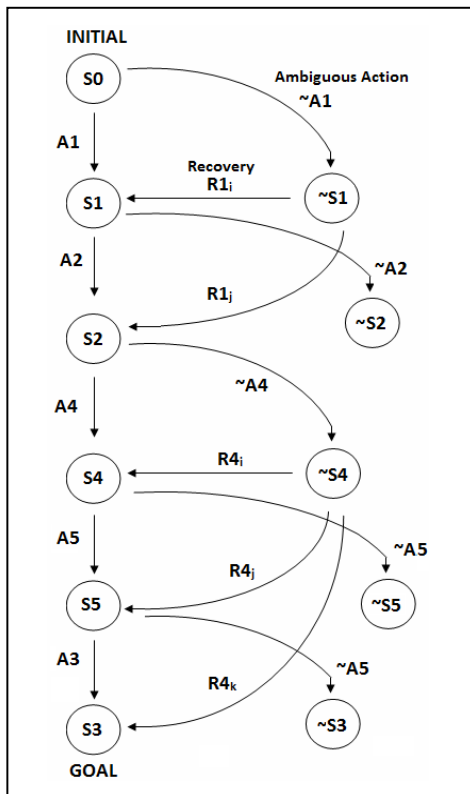 INITIAL
S0
Ambiguous Action
~A1
A1
Recovery
R1i
S1
~S1
A2
~A2
R1j
~S2
S2
~A4
A4
R4i
S4
~S4
A5
~A5
R4j
~S5
S5
A3
~A5
R4k
S3
~S3
GOAL